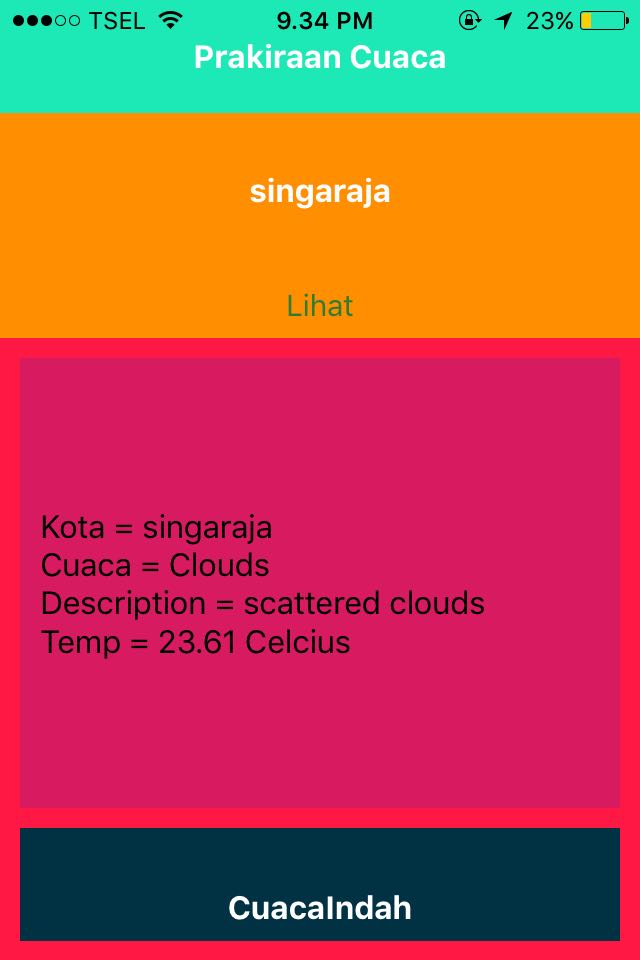 TSEL 9.34 PM 23%
Prakiraan Cuaca
singaraja
Lihat
Kota = singaraja
Cuaca = Clouds
Description = scattered clouds
Temp = 23.61 Celcius
CuacaIndah